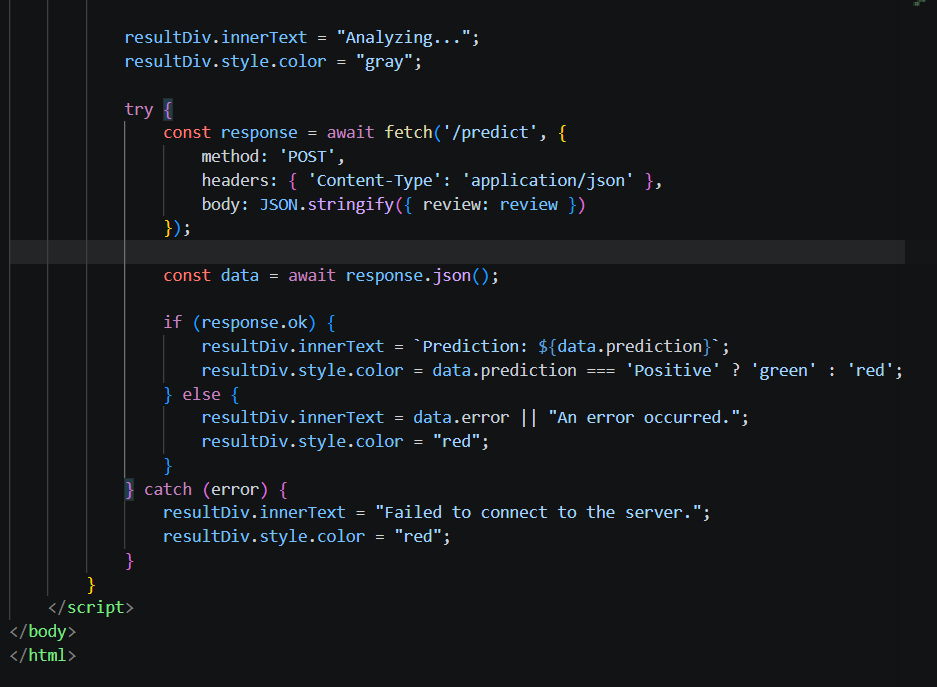 resultDiv.innerText = "Analyzing...";
resultDiv.style.color = "gray";
try {
const response = await fetch('/predict', {
method: 'POST',
headers: { 'Content-Type': 'application/json' },
body: JSON.stringify({ review: review })
});
const data = await response.json();
if (response.ok) {
resultDiv.innerText = `Prediction: ${data.prediction}`;
resultDiv.style.color = data.prediction === 'Positive' ? 'green' : 'red';
} else {
resultDiv.innerText = data.error || "An error occurred.";
resultDiv.style.color = "red";
}
} catch (error) {
resultDiv.innerText = "Failed to connect to the server.";
resultDiv.style.color = "red";
}
}
</script>
</body>
</html>